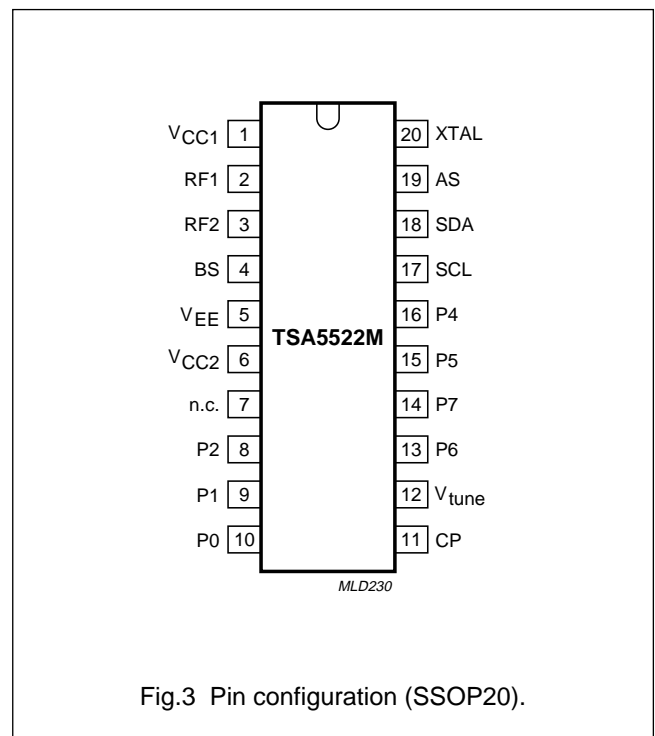 VCC1 1 20 XTAL
RF1 2 19 AS
RF2 3 18 SDA
BS 4 17 SCL
VEE 5 16 P4
TSA5522M
VCC2 6 15 P5
n.c. 7 14 P7
P2 8 13 P6
P1 9 12 Vtune
P0 10 11 CP
MLD230
Fig.3 Pin configuration (SSOP20).